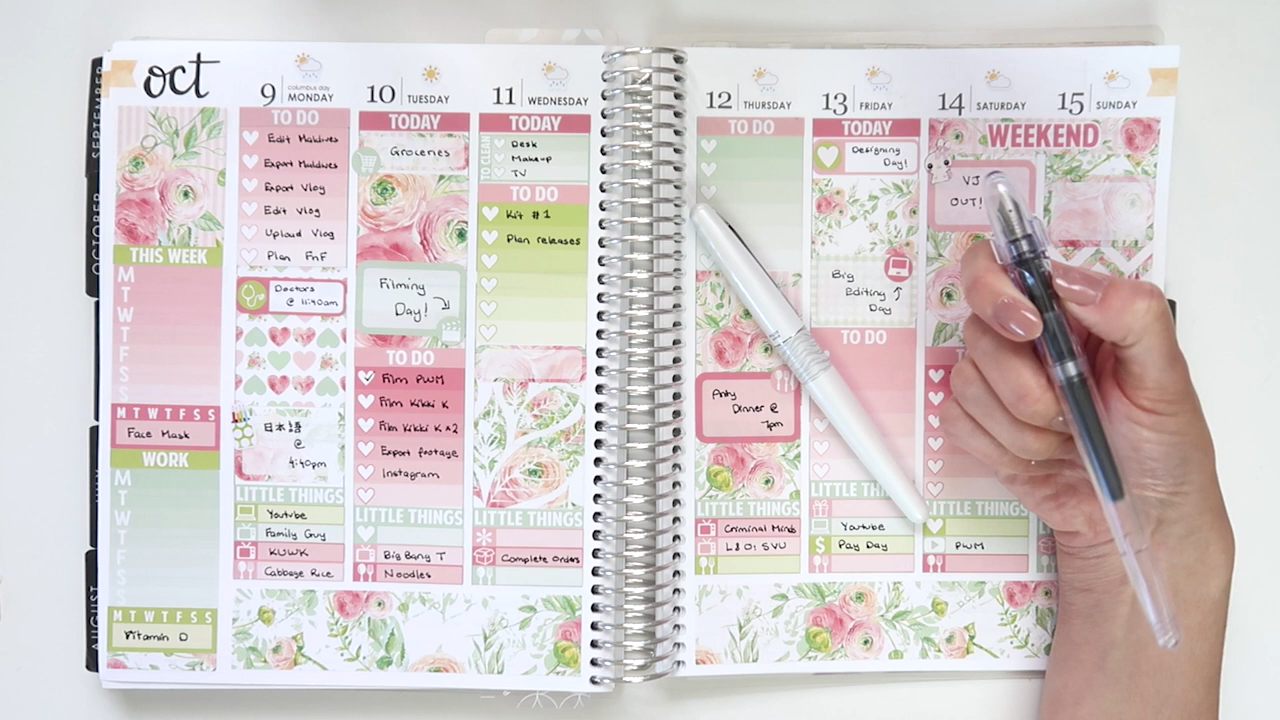 SEPTEMBER
OCTOBER
AUGUST
oct
THIS WEEK
M
T
W
T
F
S
S
M T W T F S S
Face Mask
WORK
M
T
W
T
F
S
S
M T W T F S S
Vitamin D
9
columbus day
MONDAY
TO DO
Edit Maldives
Export Maldives
Export Vlog
Edit Vlog
Upload Vlog
Plan FnF
Doctors
@ 11:40am
日本語
@
4:40pm
LITTLE THINGS
Youtube
Family Guy
KUWK
Cabbage Rice
10 TUESDAY
TODAY
Groceries
Filming
Day!
TO DO
Film PWM
Film Kikki K
Film Kikki K x2
Export footage
Instagram
LITTLE THINGS
Big Bang T
Noodles
11 WEDNESDAY
TODAY
TO CLEAN
Desk
Makeup
TV
TO DO
Kit #1
Plan releases
LITTLE THINGS
Complete Orders
12 THURSDAY
TO DO
Anty
Dinner @
7pm
LITTLE THINGS
Criminal Minds
L&O: SVU
13 FRIDAY
TODAY
Designing
Day!
Big
Editing
Day
TO DO
LITTLE THINGS
Youtube
Pay Day
14 SATURDAY
15 SUNDAY
WEEKEND
VJ
OUT!
LITTLE THINGS
PWM